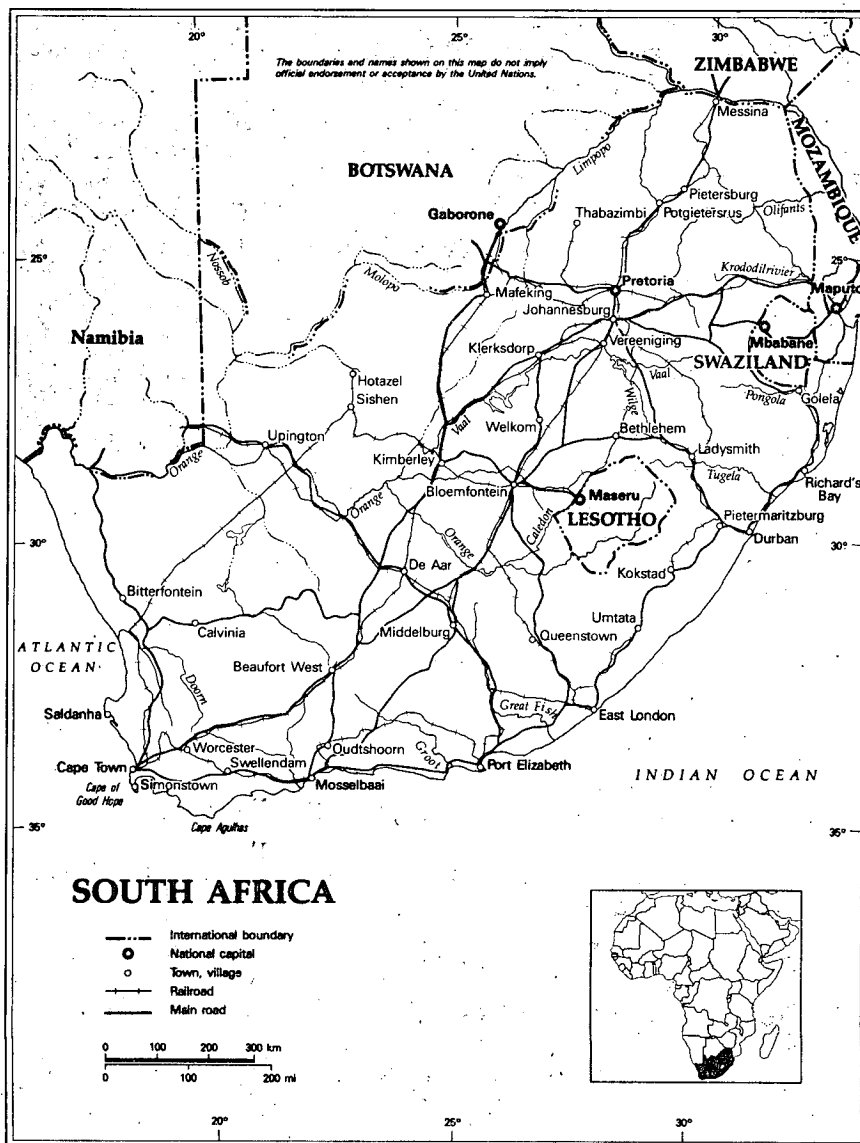 20°
25°
30°
The boundaries and names shown on this map do not imply
official endorsement or acceptance by the United Nations.
ZIMBABWE
Messina
MOZAMBIQUE
BOTSWANA
Limpopo
Pietersburg
Gaborone
Thabazimbi
Potgietersrus
Olifants
25°
25°
Nossob
Molopo
Krododilrivier
Pretoria
Mafeking
Maputo
Johannesburg
Namibia
Mbabane
Klerksdorp
Vereeniging
SWAZILAND
Hotazel
Vaal
Sishen
Pongola
Golela
Wilge
Vaal
Welkom
Bethlehem
Upington
Ladysmith
Kimberley
Orange
Tugela
Richard's
Bay
Bloemfontein
Maseru
Orange
LESOTHO
Caledon
Pietermaritzburg
Orange
Durban
30°
30°
De Aar
Kokstad
Bitterfontein
Umtata
Calvinia
Middelburg
Queenstown
ATLANTIC
OCEAN
Beaufort West
Doorn
Great Fish
Saldanha
East London
Worcester
Oudtshoorn
Groot
Cape Town
Swellendam
Port Elizabeth
INDIAN OCEAN
Simonstown
Mosselbaai
Cape of
Good Hope
Cape Agulhas
35°
35°
SOUTH AFRICA
International boundary
National capital
Town, village
Railroad
Main road
0 100 200 300 km
0 100 200 mi
20°
25°
30°